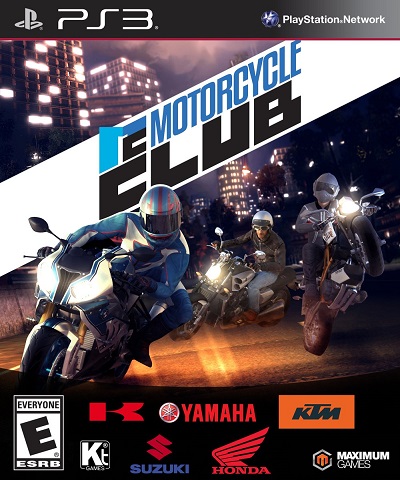 PS3
PlayStation®Network
MOTORCYCLE
CLUB
EVERYONE
E
ESRB
K
YAMAHA
KTM
Kt
GAMES
SUZUKI
HONDA
M
MAXIMUM
GAMES